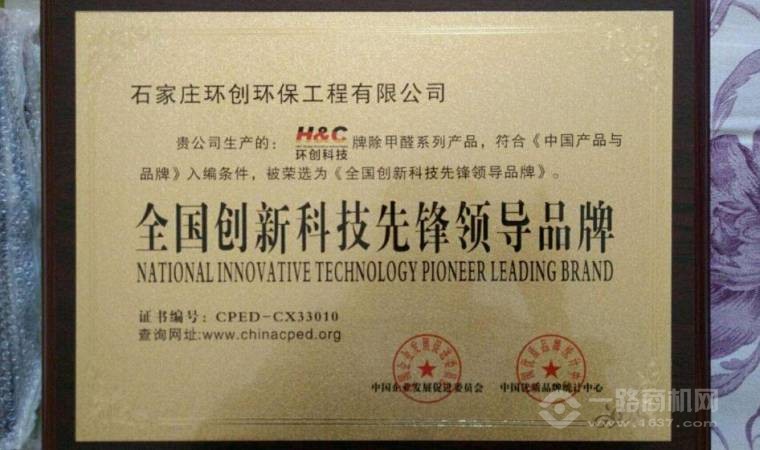 石家庄环创环保工程有限公司
贵公司生产的：H&C 环创科技 牌除甲醛系列产品，符合《中国产品与
品牌》入编条件，被荣选为《全国创新科技先锋领导品牌》。
全国创新科技先锋领导品牌
NATIONAL INNOVATIVE TECHNOLOGY PIONEER LEADING BRAND
证书编号：CPED-CX33010
查询网址:www.chinacped.org
中国企业发展促进委员会
中国优质品牌统计中心
一路商机网
www.1637.com